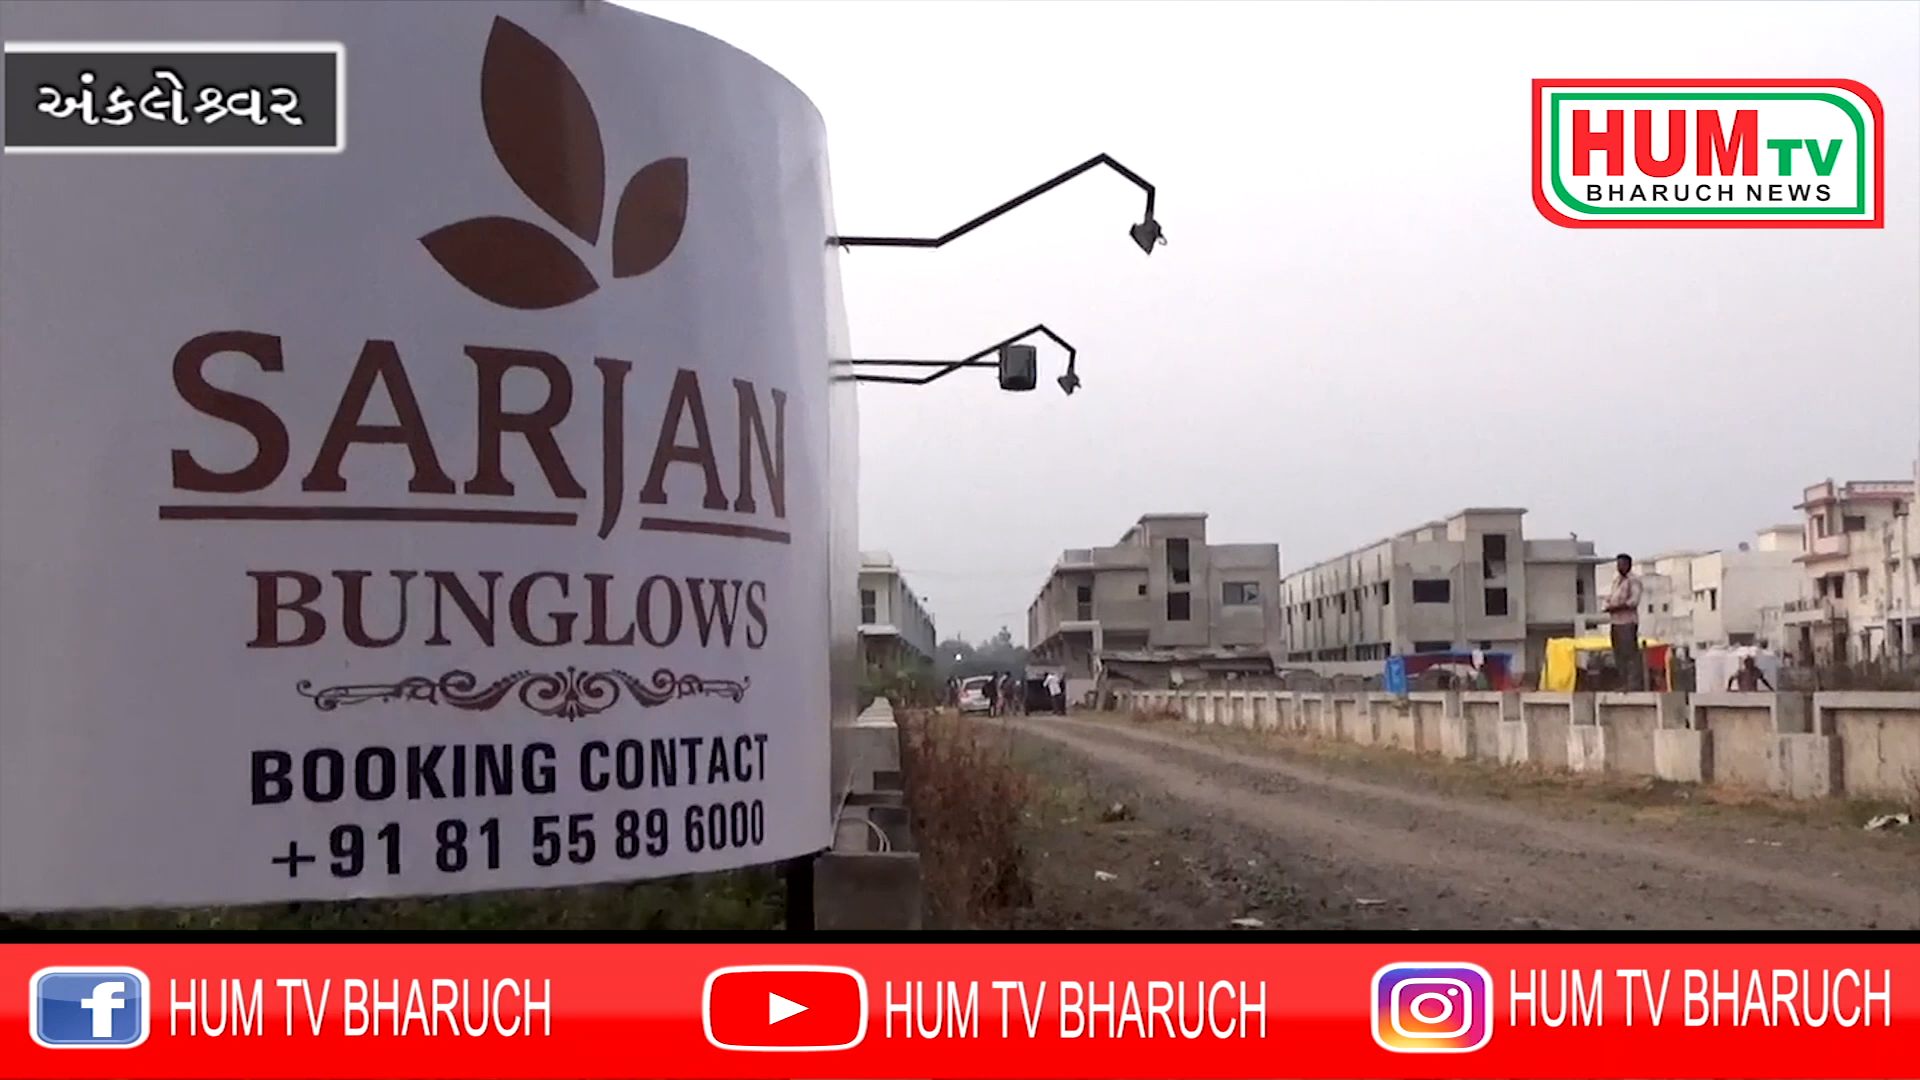 અંકલેશ્વર
HUM TV
BHARUCH NEWS
SARJAN
BUNGLOWS
BOOKING CONTACT
+91 81 55 89 6000
HUM TV BHARUCH
HUM TV BHARUCH
HUM TV BHARUCH